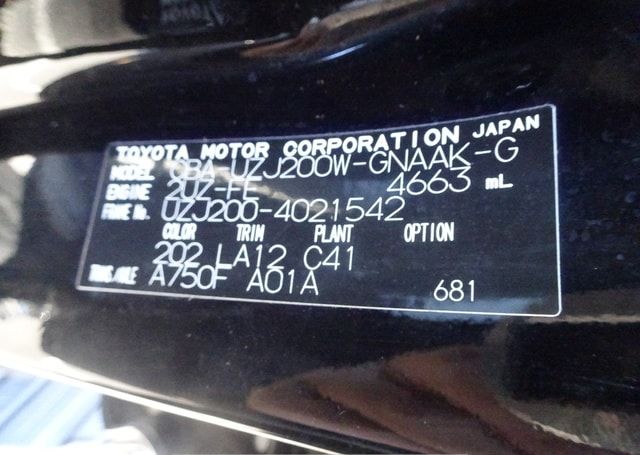 TOYOTA MOTOR CORPORATION JAPAN
MODEL CBA-UZJ200W-GNAAK-G
ENGINE 2UZ-FE 4663 mL
FRAME No. UZJ200-4021542
COLOR TRIM PLANT OPTION
202 LA12 C41
TRANS./AXLE A750F A01A
681